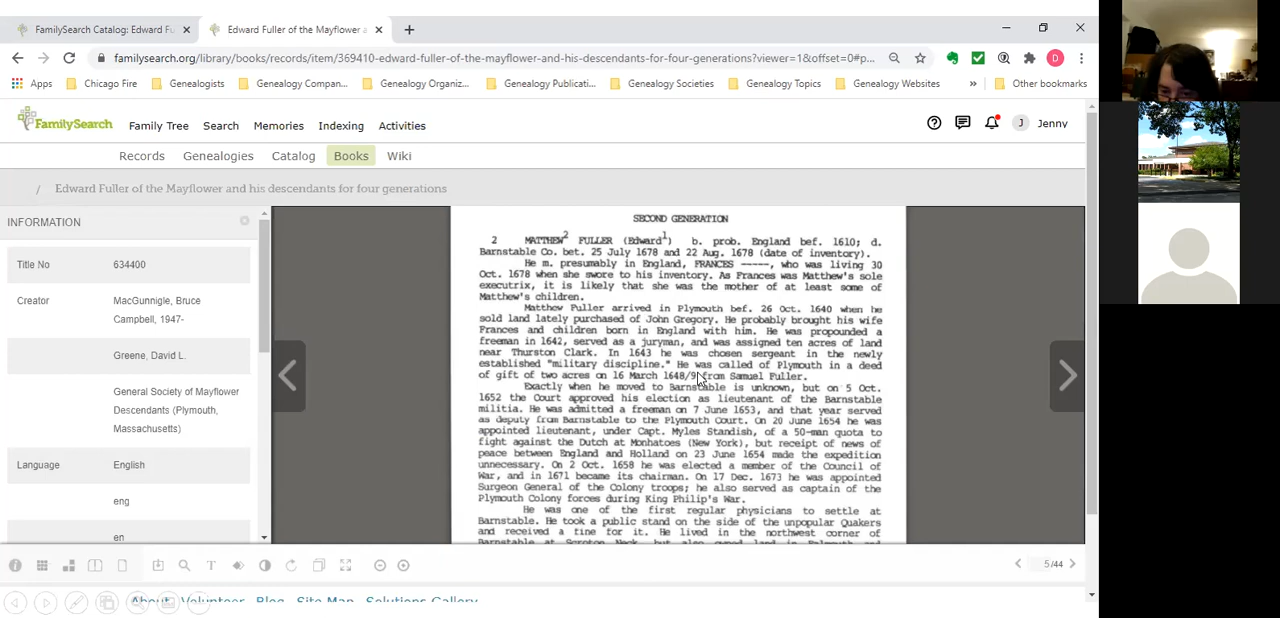 FamilySearch Catalog: Edward Fu
Edward Fuller of the Mayflower a
familysearch.org/library/books/records/item/369410-edward-fuller-of-the-mayflower-and-his-descendants-for-four-generations?viewer=1&offset=0#p...
D
Apps
Chicago Fire
Genealogists
Genealogy Compan...
Genealogy Organiz...
Genealogy Publicati...
Genealogy Societies
Genealogy Topics
Genealogy Websites
»
Other bookmarks
FamilySearch
Family Tree
Search
Memories
Indexing
Activities
J
Jenny
Records
Genealogies
Catalog
Books
Wiki
/ Edward Fuller of the Mayflower and his descendants for four generations
INFORMATION
Title No
634400
Creator
MacGunnigle, Bruce
Campbell, 1947-
Greene, David L.
General Society of Mayflower
Descendants (Plymouth,
Massachusetts)
Language
English
eng
en
SECOND GENERATION
2 MATTHEW2 FULLER (Edward1) b. prob. England bef. 1610; d.
Barnstable Co. bet. 25 July 1678 and 22 Aug. 1678 (date of inventory).
He m. presumably in England, FRANCES -----, who was living 30
Oct. 1678 when she swore to his inventory. As Frances was Matthew's sole
executrix, it is likely that she was the mother of at least some of
Matthew's children.
Matthew Fuller arrived in Plymouth bef. 26 Oct. 1640 when he
sold land lately purchased of John Gregory. He probably brought his wife
Frances and children born in England with him. He was propounded a
freeman in 1642, served as a juryman, and was assigned ten acres of land
near Thurston Clark. In 1643 he was chosen sergeant in the newly
established "military discipline." He was called of Plymouth in a deed
of gift of two acres on 16 March 1648/9 from Samuel Fuller.
Exactly when he moved to Barnstable is unknown, but on 5 Oct.
1652 the Court approved his election as lieutenant of the Barnstable
militia. He was admitted a freeman on 7 June 1653, and that year served
as deputy from Barnstable to the Plymouth Court. On 20 June 1654 he was
appointed lieutenant, under Capt. Myles Standish, of a 50-man quota to
fight against the Dutch at Monhatoes (New York), but receipt of news of
peace between England and Holland on 23 June 1654 made the expedition
unnecessary. On 2 Oct. 1658 he was elected a member of the Council of
War, and in 1671 became its chairman. On 17 Dec. 1673 he was appointed
Surgeon General of the Colony troops; he also served as captain of the
Plymouth Colony forces during King Philip's War.
He was one of the first regular physicians to settle at
Barnstable. He took a public stand on the side of the unpopular Quakers
and received a fine for it. He lived in the northwest corner of
Barnstable at Scorton Neck, but also owned land in Falmouth and
5/44
About Volunteer Blog Site Map Solutions Gallery